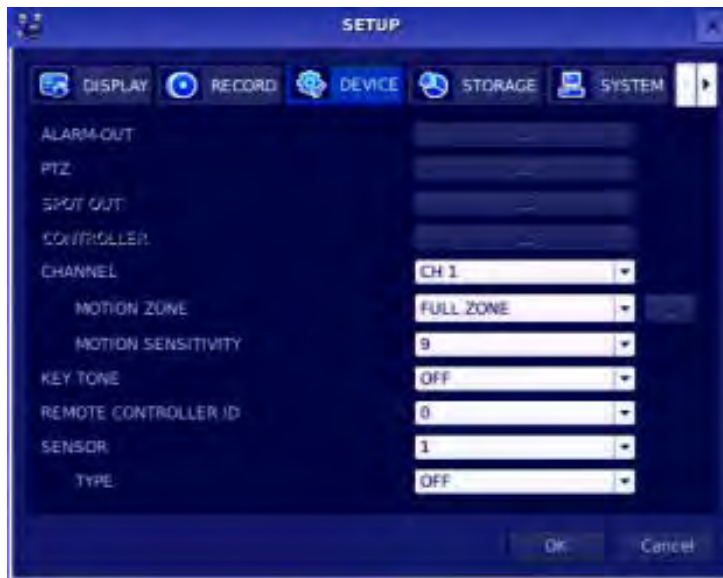 SETUP
DISPLAY RECORD DEVICE STORAGE SYSTEM
ALARM-OUT ...
PTZ ...
SPOT OUT ...
CONTROLLER ...
CHANNEL CH 1
MOTION ZONE FULL ZONE ...
MOTION SENSITIVITY 9
KEY TONE OFF
REMOTE CONTROLLER ID 0
SENSOR 1
TYPE OFF
OK Cancel